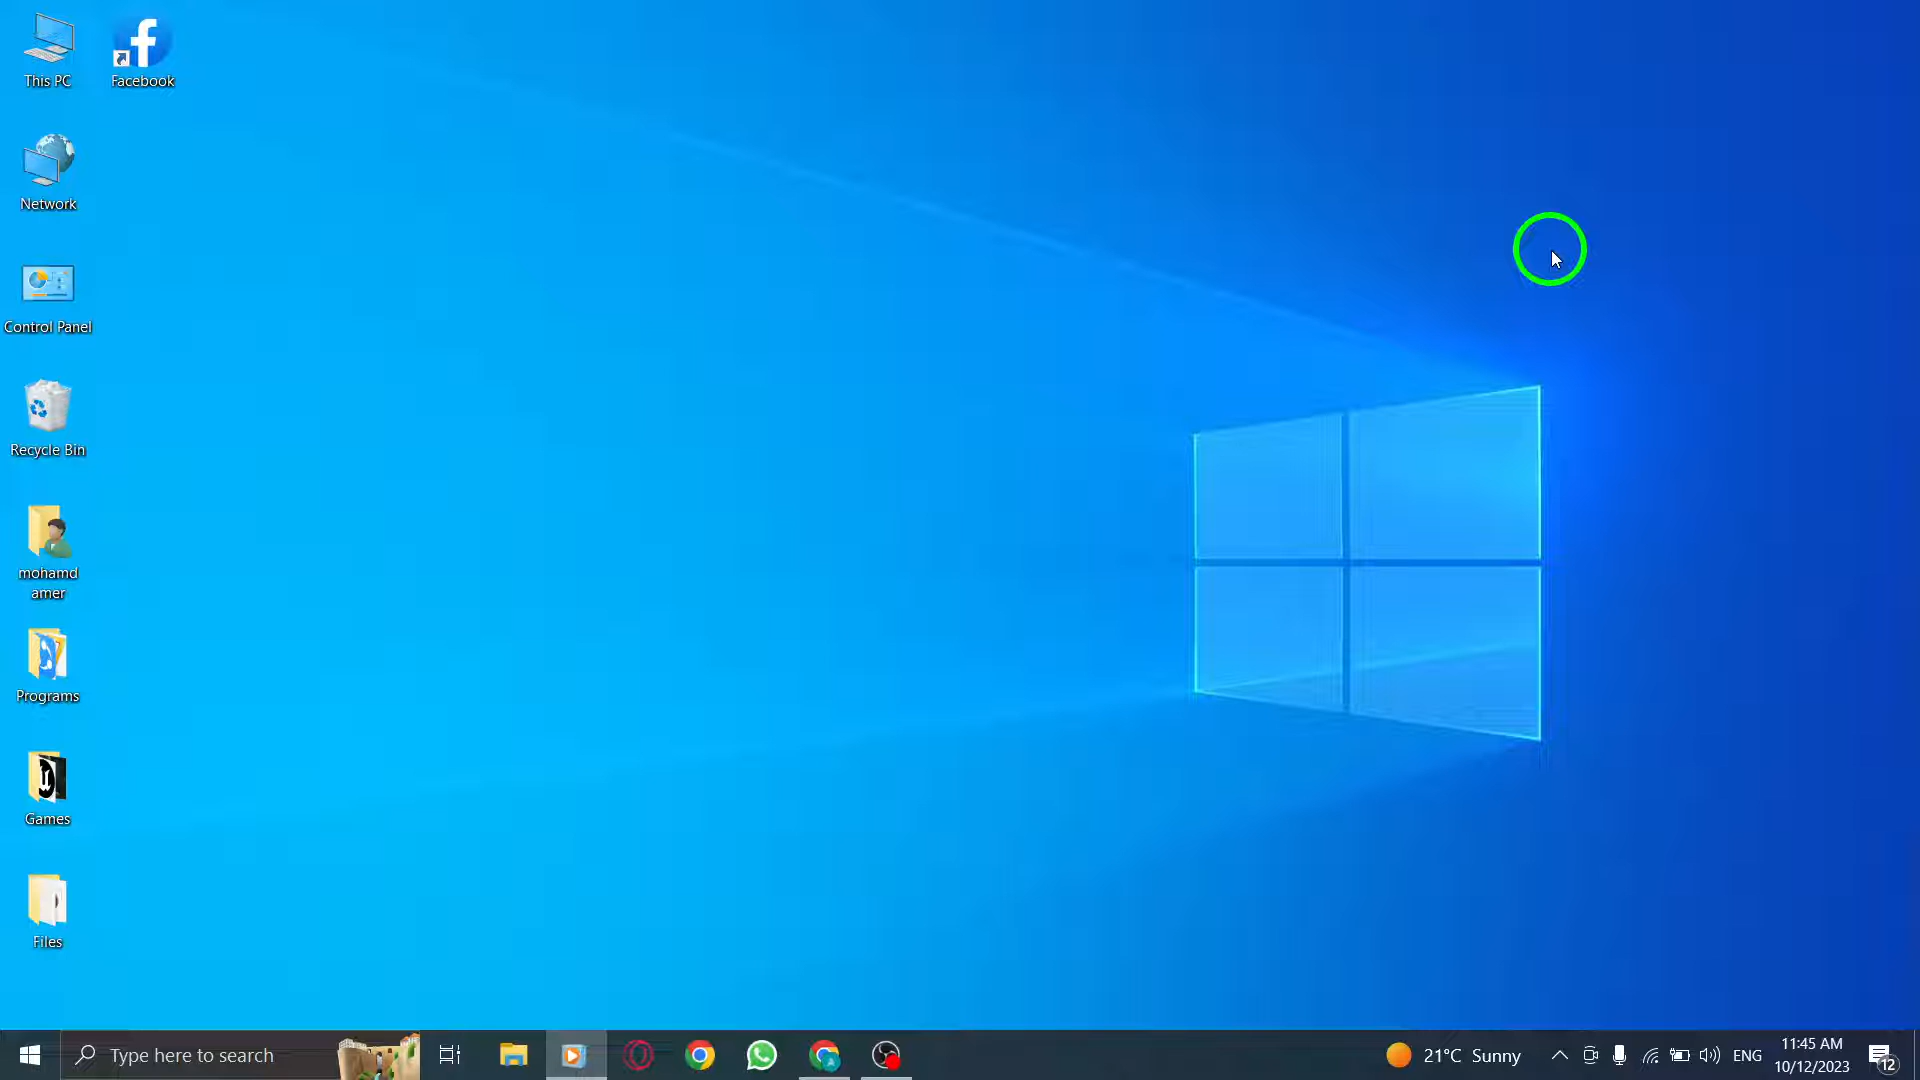 This PC
Facebook
Network
Control Panel
Recycle Bin
mohamd
amer
Programs
Games
Files
Type here to search
21°C Sunny
ENG
11:45 AM
10/12/2023
12